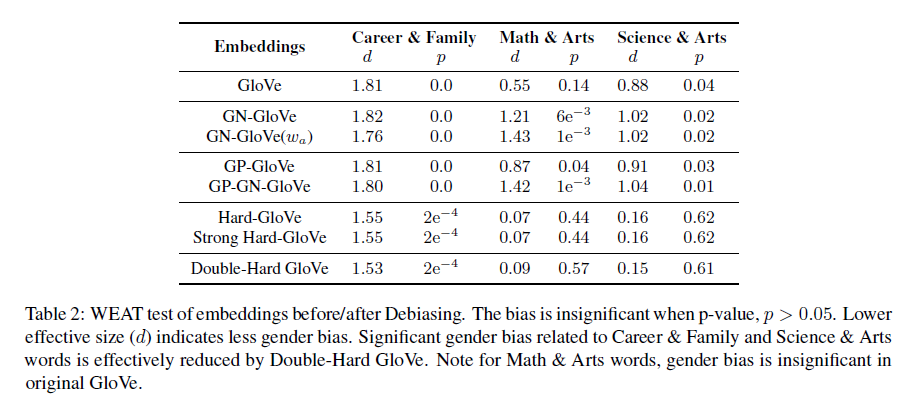 Embeddings Career & Family Math & Arts Science & Arts
d p d p d p
GloVe 1.81 0.0 0.55 0.14 0.88 0.04
GN-GloVe 1.82 0.0 1.21 6e⁻³ 1.02 0.02
GN-GloVe(wₐ) 1.76 0.0 1.43 1e⁻³ 1.02 0.02
GP-GloVe 1.81 0.0 0.87 0.04 0.91 0.03
GP-GN-GloVe 1.80 0.0 1.42 1e⁻³ 1.04 0.01
Hard-GloVe 1.55 2e⁻⁴ 0.07 0.44 0.16 0.62
Strong Hard-GloVe 1.55 2e⁻⁴ 0.07 0.44 0.16 0.62
Double-Hard GloVe 1.53 2e⁻⁴ 0.09 0.57 0.15 0.61
Table 2: WEAT test of embeddings before/after Debiasing. The bias is insignificant when p-value, p > 0.05. Lower
effective size (d) indicates less gender bias. Significant gender bias related to Career & Family and Science & Arts
words is effectively reduced by Double-Hard GloVe. Note for Math & Arts words, gender bias is insignificant in
original GloVe.